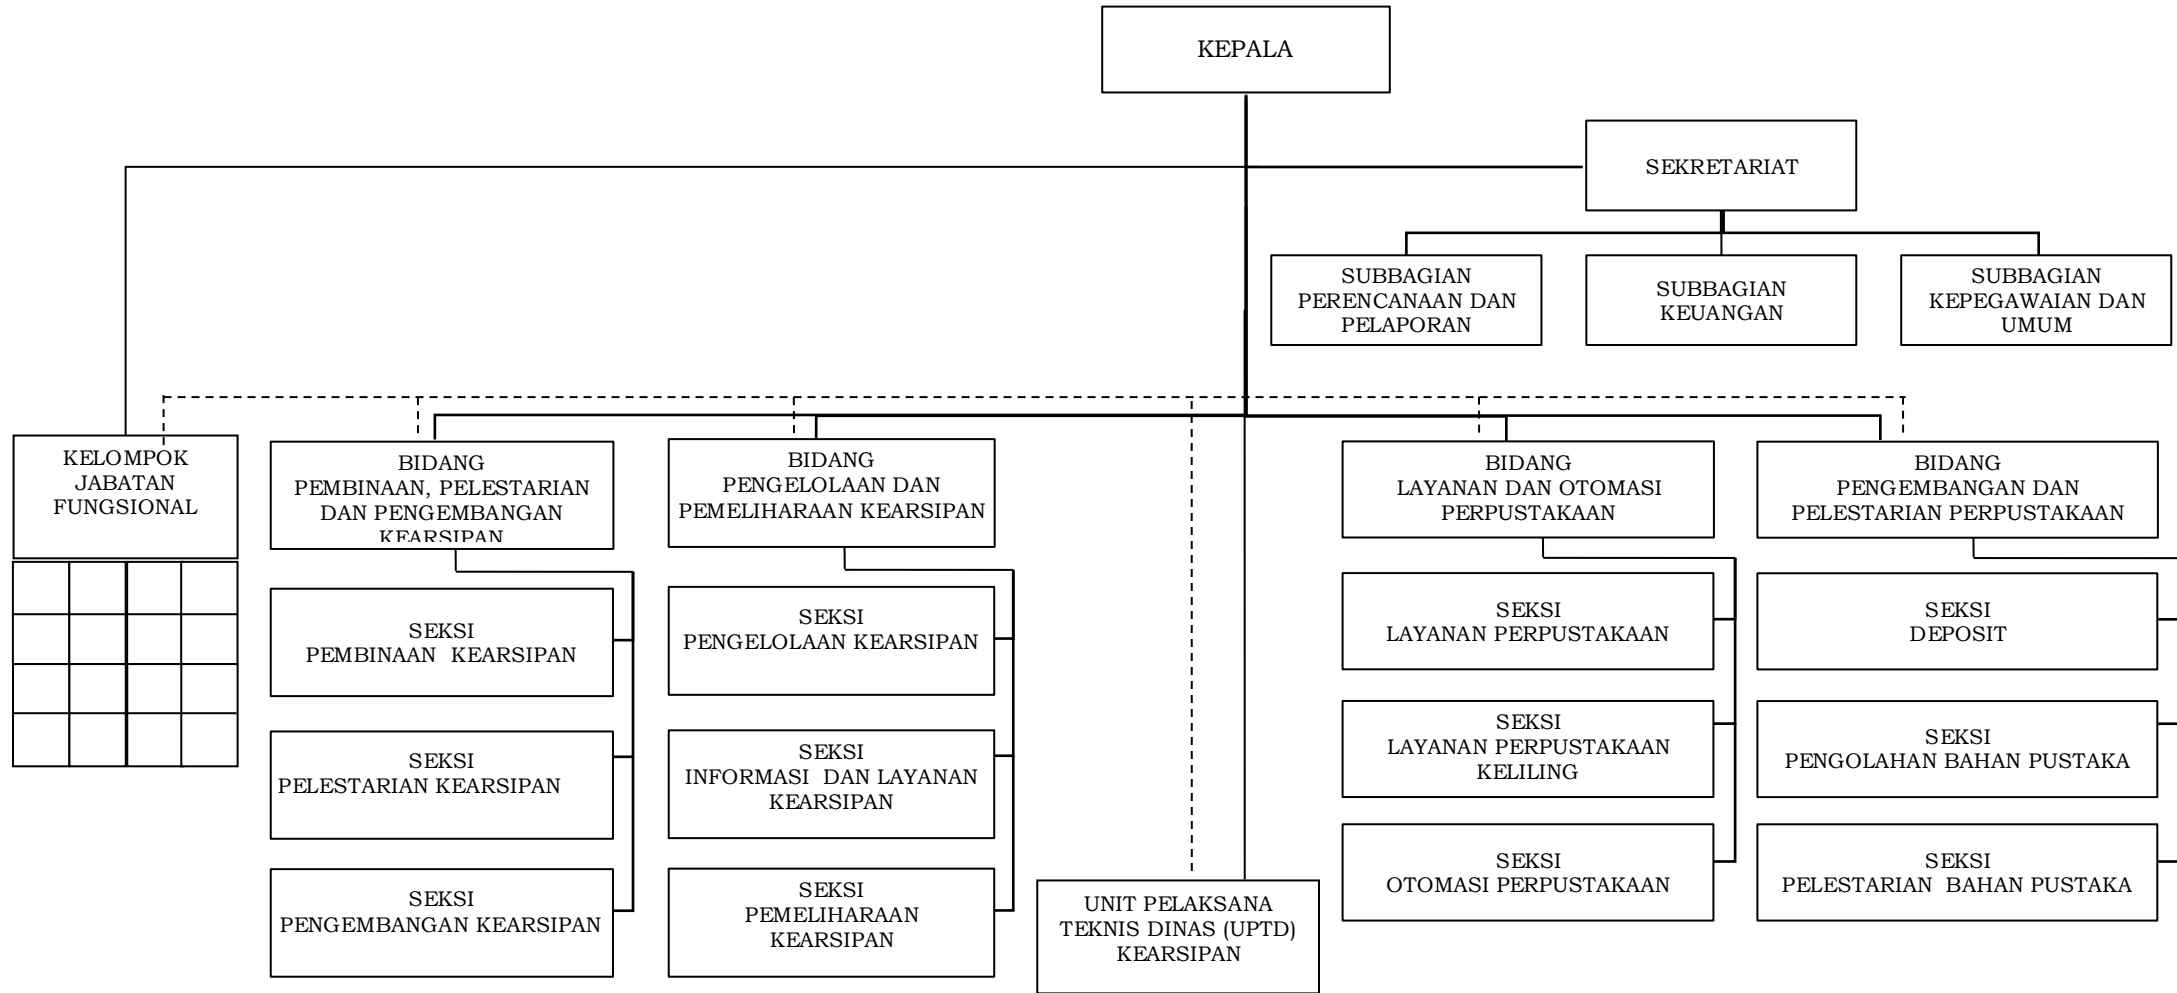 KEPALA
SEKRETARIAT
SUBBAGIAN
PERENCANAAN DAN
PELAPORAN
SUBBAGIAN
KEUANGAN
SUBBAGIAN
KEPEGAWAIAN DAN
UMUM
KELOMPOK
JABATAN
FUNGSIONAL
BIDANG
PEMBINAAN, PELESTARIAN
DAN PENGEMBANGAN
KEARSIPAN
BIDANG
PENGELOLAAN DAN
PEMELIHARAAN KEARSIPAN
BIDANG
LAYANAN DAN OTOMASI
PERPUSTAKAAN
BIDANG
PENGEMBANGAN DAN
PELESTARIAN PERPUSTAKAAN
SEKSI
PEMBINAAN  KEARSIPAN
SEKSI
PENGELOLAAN KEARSIPAN
SEKSI
LAYANAN PERPUSTAKAAN
SEKSI
DEPOSIT
SEKSI
PELESTARIAN KEARSIPAN
SEKSI
INFORMASI  DAN LAYANAN
KEARSIPAN
SEKSI
LAYANAN PERPUSTAKAAN
KELILING
SEKSI
PENGOLAHAN BAHAN PUSTAKA
SEKSI
PENGEMBANGAN KEARSIPAN
SEKSI
PEMELIHARAAN
KEARSIPAN
UNIT PELAKSANA
TEKNIS DINAS (UPTD)
KEARSIPAN
SEKSI
OTOMASI PERPUSTAKAAN
SEKSI
PELESTARIAN  BAHAN PUSTAKA